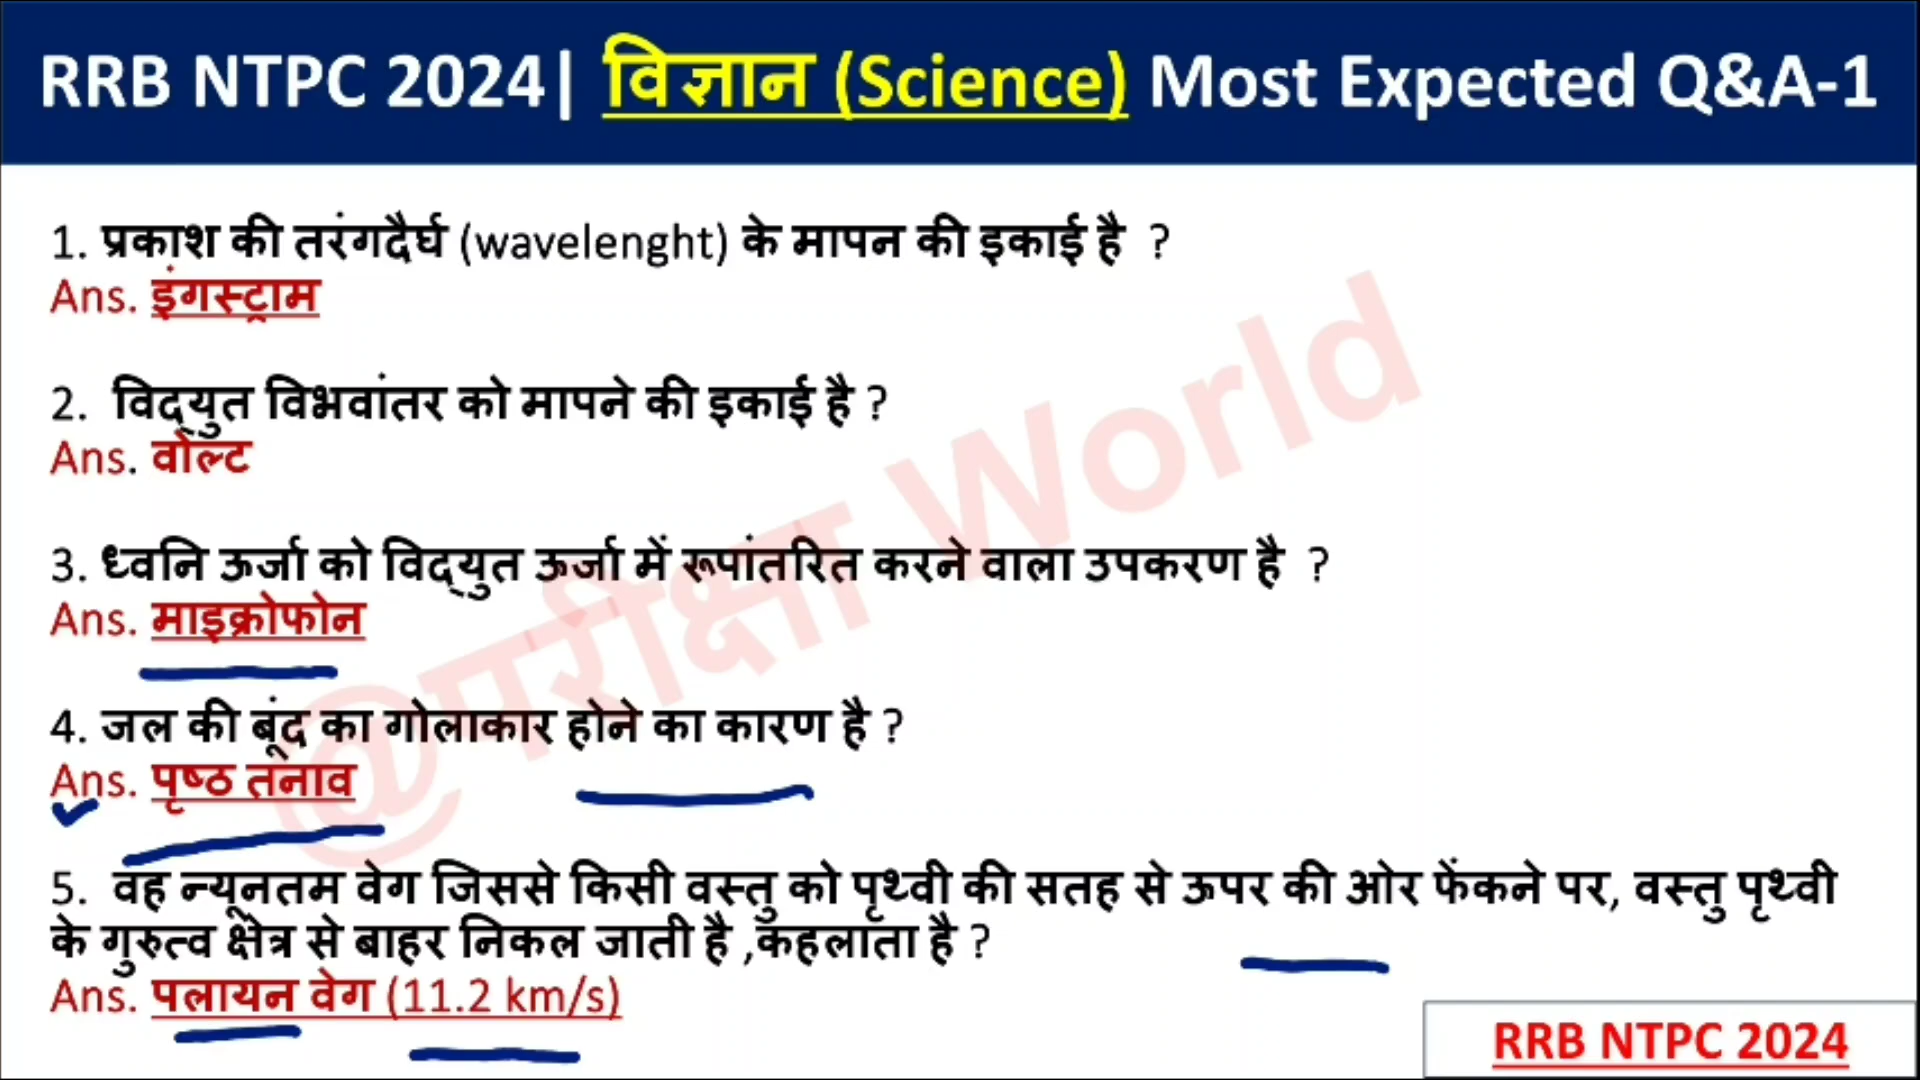 RRB NTPC 2024| विज्ञान (Science) Most Expected Q&A-1
1. प्रकाश की तरंगदैर्घ (wavelenght) के मापन की इकाई है ?
Ans. इंगस्ट्राम
2. विद्युत विभवांतर को मापने की इकाई है ?
Ans. वोल्ट
3. ध्वनि ऊर्जा को विद्युत ऊर्जा में रूपांतरित करने वाला उपकरण है ?
Ans. माइक्रोफोन
4. जल की बूंद का गोलाकार होने का कारण है ?
Ans. पृष्ठ तनाव
5. वह न्यूनतम वेग जिससे किसी वस्तु को पृथ्वी की सतह से ऊपर की ओर फेंकने पर, वस्तु पृथ्वी
के गुरुत्व क्षेत्र से बाहर निकल जाती है ,कहलाता है ?
Ans. पलायन वेग (11.2 km/s)
@परीक्षा World
RRB NTPC 2024